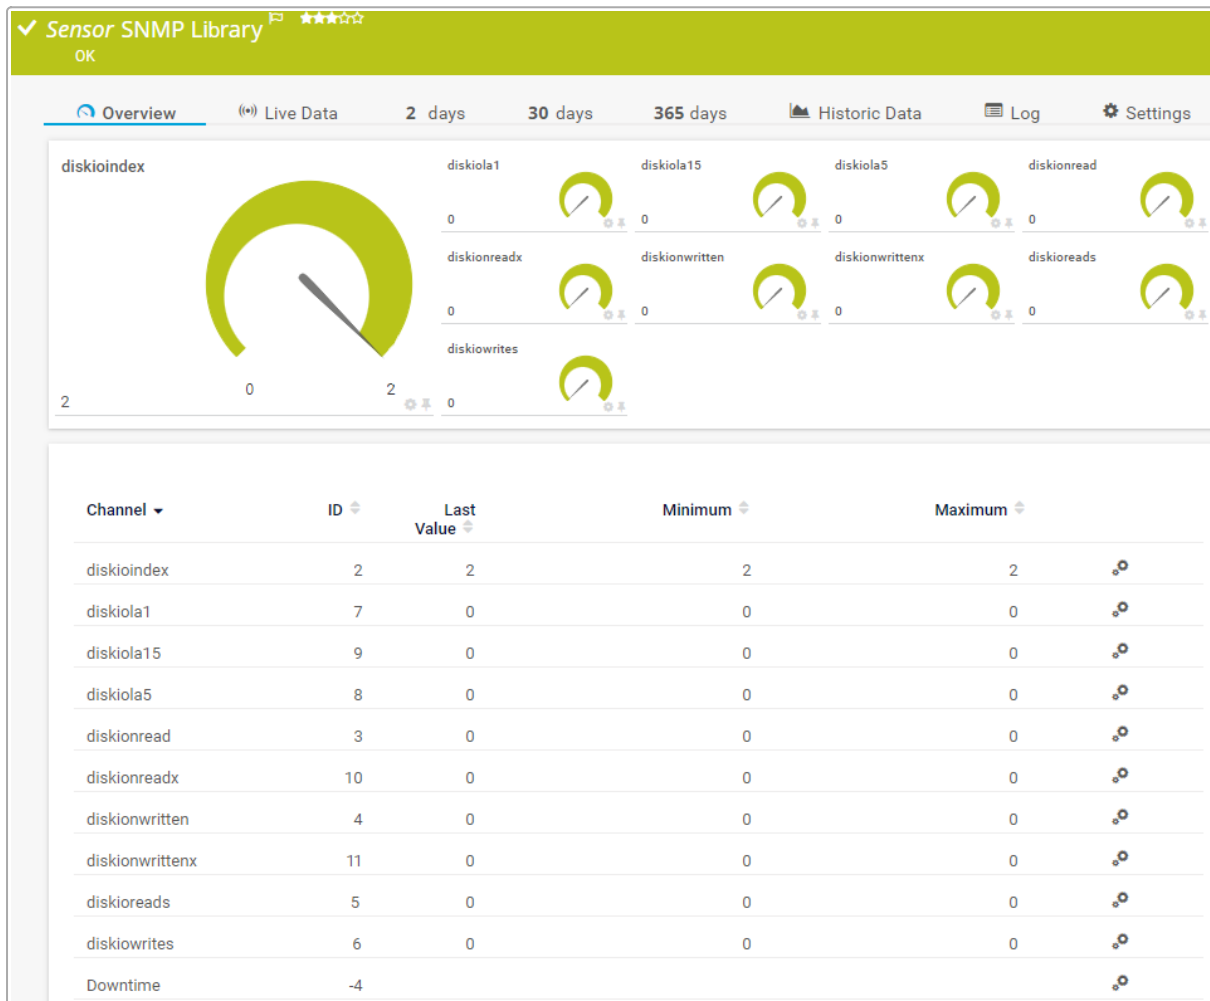 Sensor SNMP Library
OK
Overview Live Data 2 days 30 days 365 days Historic Data Log Settings
diskioindex
0
2
2
diskiola1
0
diskiola15
0
diskiola5
0
diskionread
0
diskionreadx
0
diskionwritten
0
diskionwrittenx
0
diskioreads
0
diskiowrites
0
Channel ID Last Value Minimum Maximum
diskioindex 2 2 2 2
diskiola1 7 0 0 0
diskiola15 9 0 0 0
diskiola5 8 0 0 0
diskionread 3 0 0 0
diskionreadx 10 0 0 0
diskionwritten 4 0 0 0
diskionwrittenx 11 0 0 0
diskioreads 5 0 0 0
diskiowrites 6 0 0 0
Downtime -4